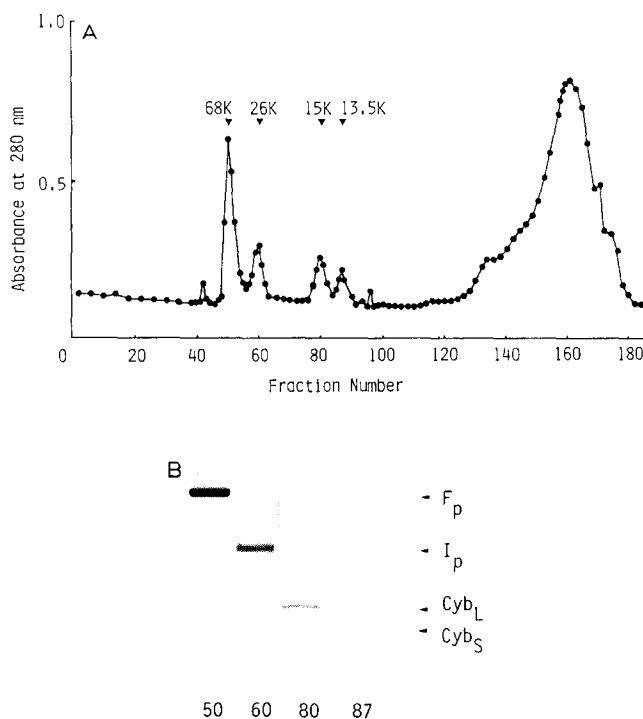 A
1.0
0.5
Absorbance at 280 nm
68K 26K 15K 13.5K
0 20 40 60 80 100 120 140 160 180
Fraction Number
B
Fp
Ip
CybL
CybS
50 60 80 87